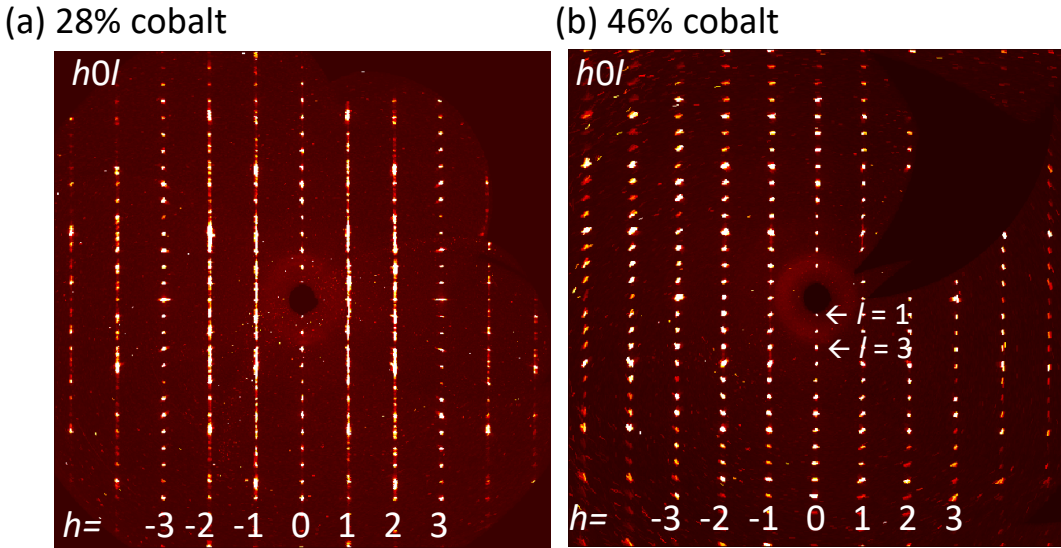 (a) 28% cobalt
(b) 46% cobalt
h0l
h0l
← l = 1
← l = 3
h= -3 -2 -1 0 1 2 3
h= -3 -2 -1 0 1 2 3